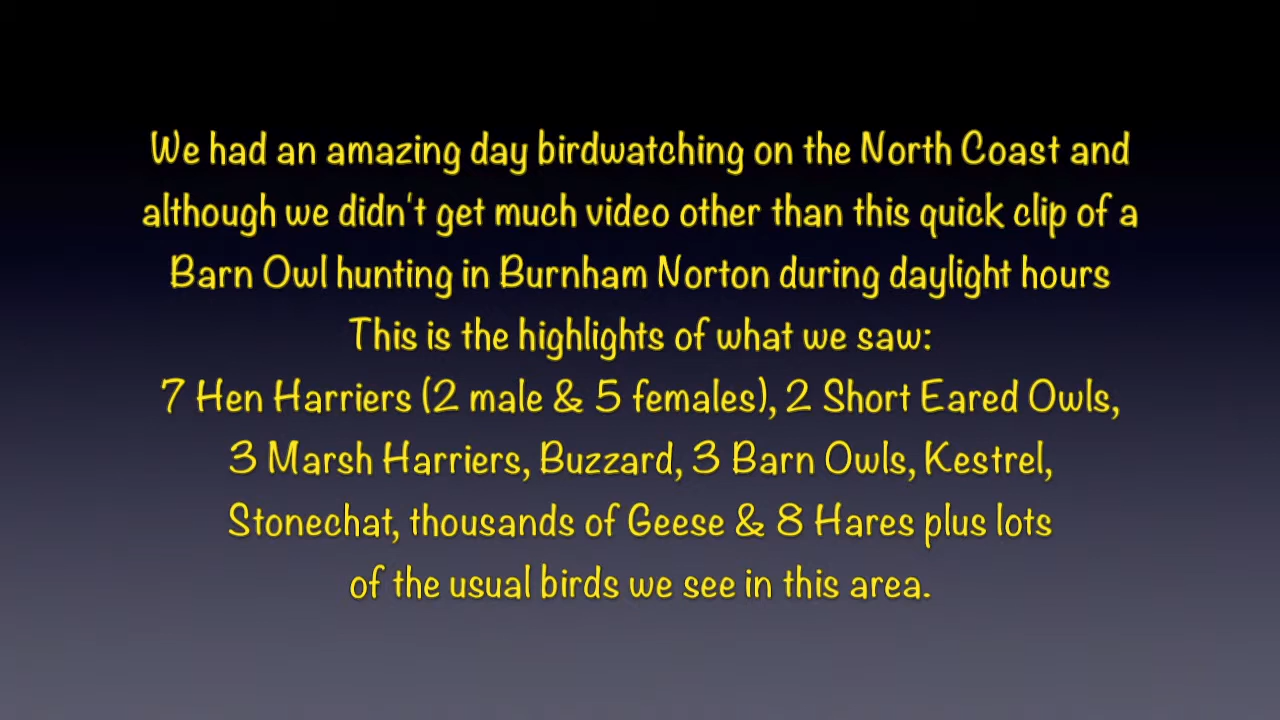 We had an amazing day birdwatching on the North Coast and
although we didn't get much video other than this quick clip of a
Barn Owl hunting in Burnham Norton during daylight hours
This is the highlights of what we saw:
7 Hen Harriers (2 male & 5 females), 2 Short Eared Owls,
3 Marsh Harriers, Buzzard, 3 Barn Owls, Kestrel,
Stonechat, thousands of Geese & 8 Hares plus lots
of the usual birds we see in this area.